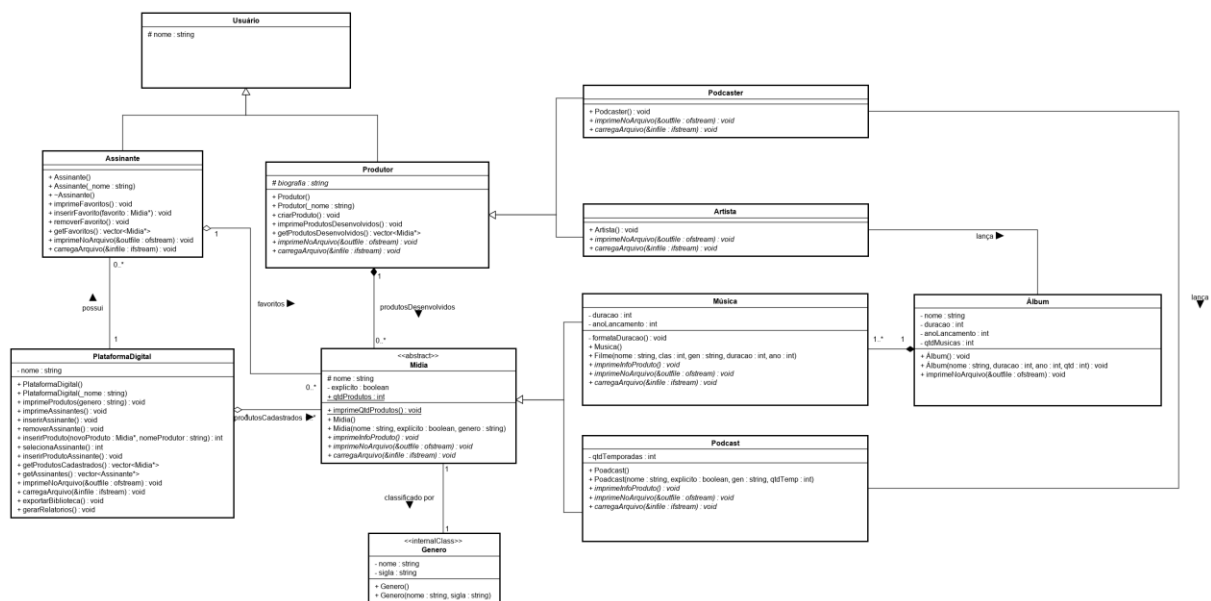 Usuário
# nome : string
Assinante
+ Assinante()
+ Assinante(_nome : string)
+ ~Assinante()
+ imprimeFavoritos() : void
+ inserirFavorito(favorito : Midia*) : void
+ removerFavorito() : void
+ getFavoritos() : vector<Midia*>
+ imprimeNoArquivo(&outfile : ofstream) : void
+ carregaArquivo(&infile : ifstream) : void
Produtor
# biografia : string
+ Produtor()
+ Produtor(_nome : string)
+ criarProduto() : void
+ imprimeProdutosDesenvolvidos() : void
+ getProdutosDesenvolvidos() : vector<Midia*>
+ imprimeNoArquivo(&outfile : ofstream) : void
+ carregaArquivo(&infile : ifstream) : void
Podcaster
+ Podcaster() : void
+ imprimeNoArquivo(&outfile : ofstream) : void
+ carregaArquivo(&infile : ifstream) : void
Artista
+ Artista() : void
+ imprimeNoArquivo(&outfile : ofstream) : void
+ carregaArquivo(&infile : ifstream) : void
lança
lança
1
0..*
possui
1
favoritos
0..*
1
produtosDesenvolvidos
0..*
PlataformaDigital
- nome : string
+ PlataformaDigital()
+ PlataformaDigital(_nome : string)
+ imprimeProdutos(genero : string) : void
+ imprimeAssinantes() : void
+ inserirAssinante() : void
+ removerAssinante() : void
+ inserirProduto(novoProduto : Midia*, nomeProdutor : string) : int
+ selecionaAssinante() : int
+ inserirProdutoAssinante() : void
+ getProdutosCadastrados() : vector<Midia*>
+ getAssinantes() : vector<Assinante*>
+ imprimeNoArquivo(&outfile : ofstream) : void
+ carregaArquivo(&infile : ifstream) : void
+ exportarBiblioteca() : void
+ gerarRelatorios() : void
produtosCadastrados
*
<<abstract>>
Midia
# nome : string
- explícito : boolean
+ qtdProdutos : int
+ imprimeQtdProdutos() : void
+ Midia()
+ Midia(nome : string, explícito : boolean, genero : string)
+ imprimeInfoProduto() : void
+ imprimeNoArquivo(&outfile : ofstream) : void
+ carregaArquivo(&infile : ifstream) : void
1
classificado por
1
<<internalClass>>
Genero
- nome : string
- sigla : string
+ Genero()
+ Genero(nome : string, sigla : string)
Música
- duracao : int
- anoLancamento : int
- formataDuracao() : void
+ Musica()
+ Filme(nome : string, clas : int, gen : string, duracao : int, ano : int)
+ imprimeInfoProduto() : void
+ imprimeNoArquivo(&outfile : ofstream) : void
+ carregaArquivo(&infile : ifstream) : void
1..*
1
Álbum
- nome : string
- duracao : int
- anoLancamento : int
- qtdMusicas : int
+ Álbum() : void
+ Álbum(nome : string, duracao : int, ano : int, qtd : int) : void
+ imprimeNoArquivo(&outfile : ofstream) : void
Podcast
- qtdTemporadas : int
+ Poadcast()
+ Poadcast(nome : string, explicito : boolean, gen : string, qtdTemp : int)
+ imprimeInfoProduto() : void
+ imprimeNoArquivo(&outfile : ofstream) : void
+ carregaArquivo(&infile : ifstream) : void